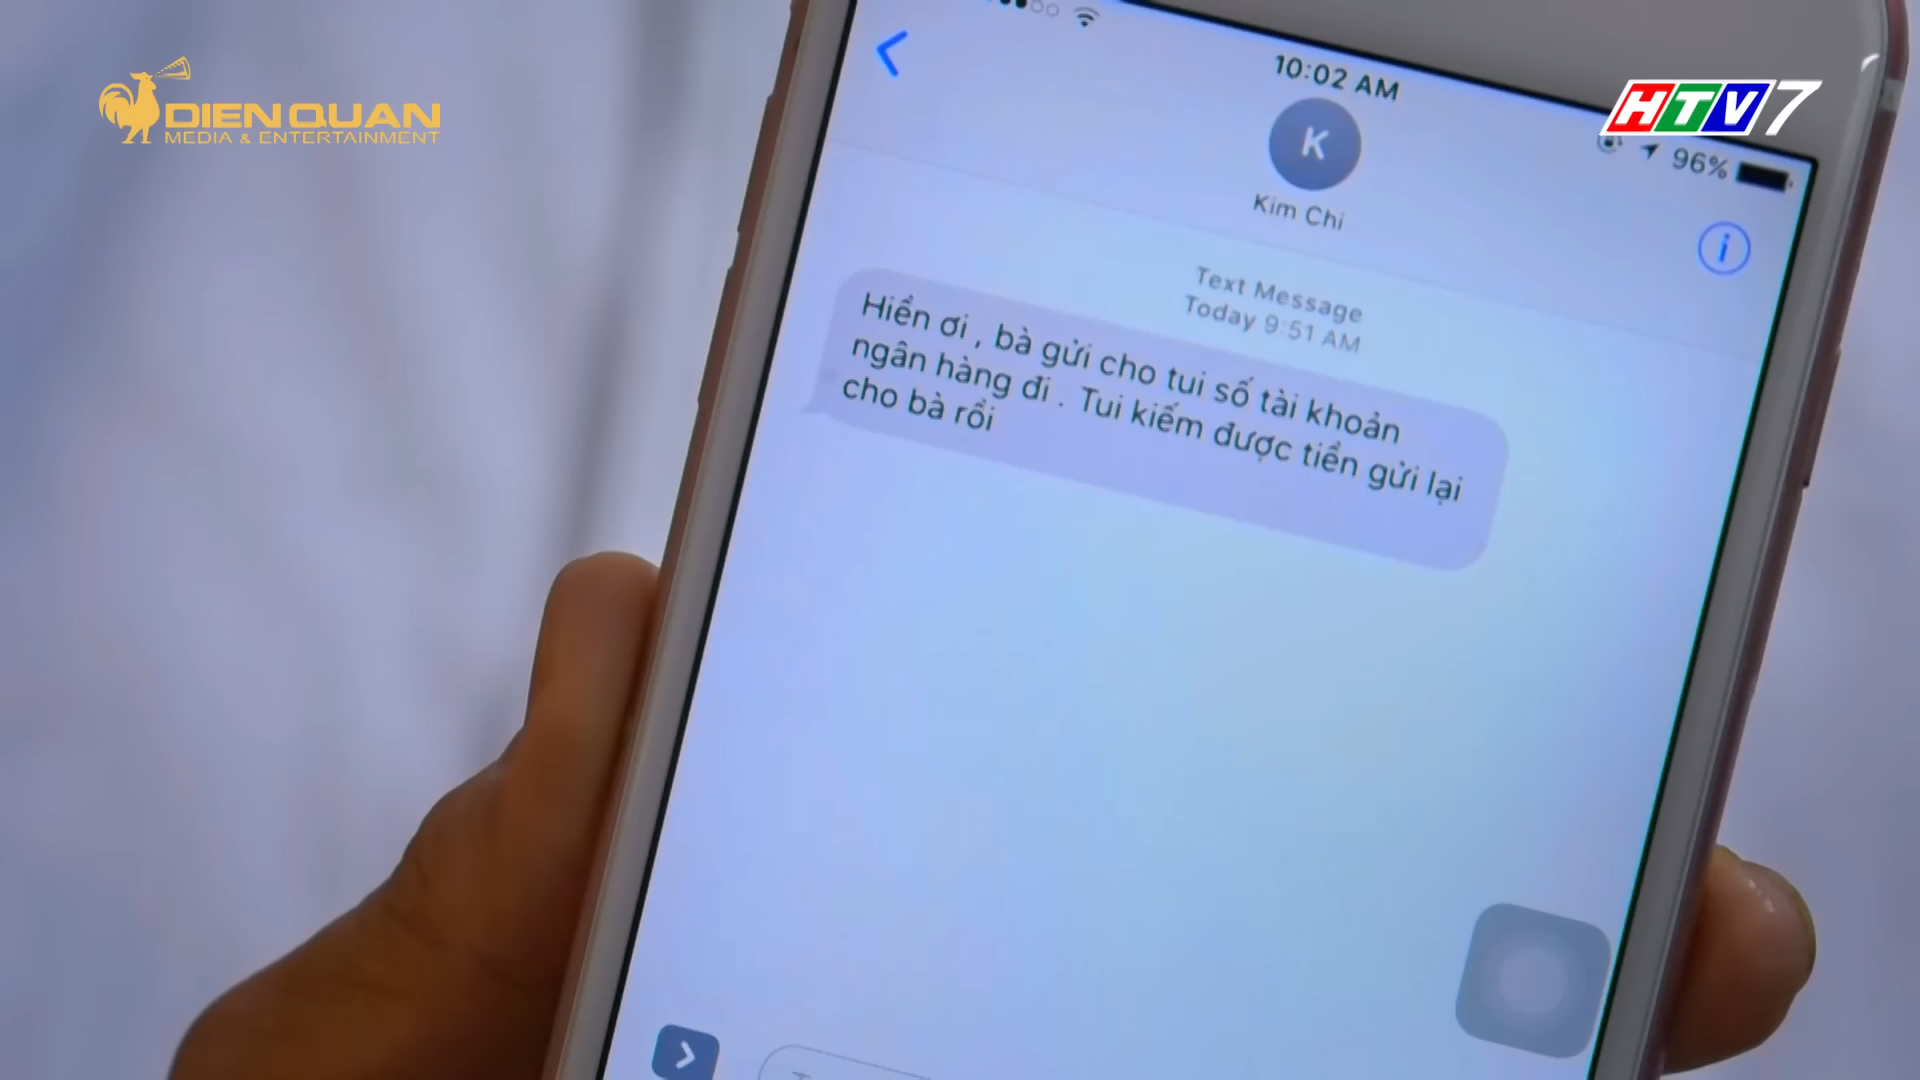 DIEN QUAN
MEDIA & ENTERTAINMENT
HTV7
10:02 AM
96%
K
Kim Chi
i
Text Message
Today 9:51 AM
Hiển ơi , bà gửi cho tui số tài khoản
ngân hàng đi . Tui kiếm được tiền gửi lại
cho bà rồi